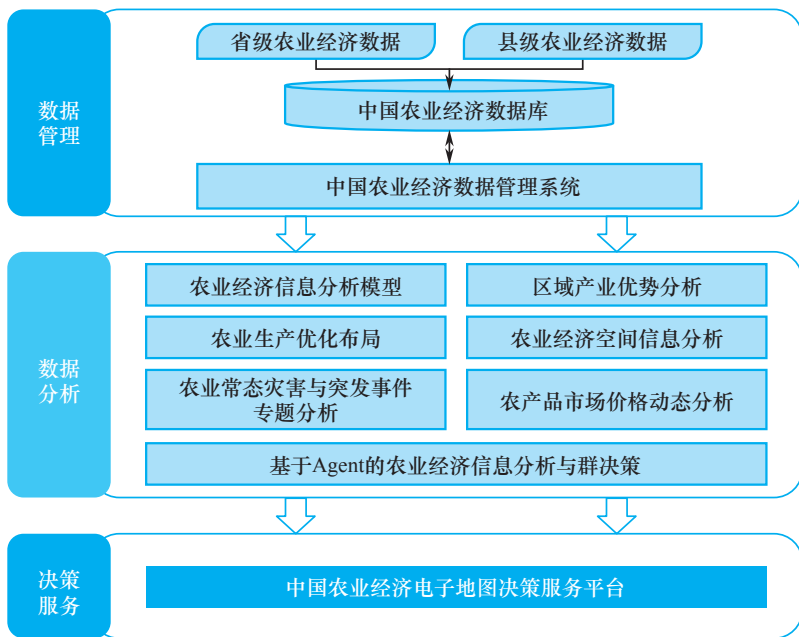 省级农业经济数据
县级农业经济数据
中国农业经济数据库
中国农业经济数据管理系统
数据
管理
农业经济信息分析模型
区域产业优势分析
农业生产优化布局
农业经济空间信息分析
农业常态灾害与突发事件
专题分析
农产品市场价格动态分析
基于Agent的农业经济信息分析与群决策
数据
分析
中国农业经济电子地图决策服务平台
决策
服务